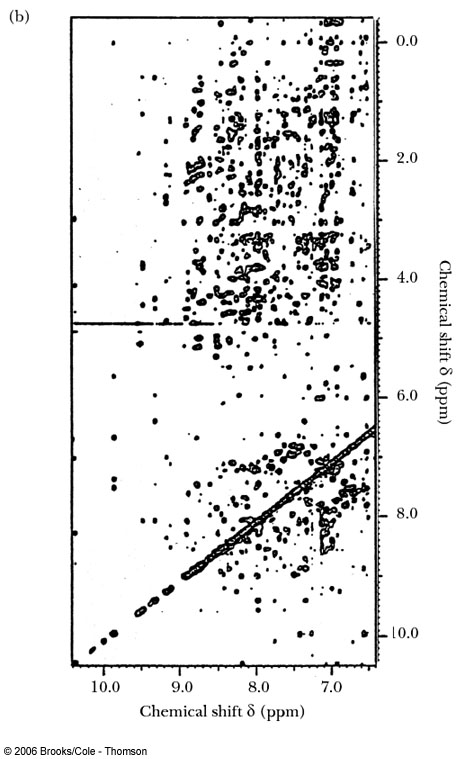 (b)
0.0
2.0
4.0
6.0
8.0
10.0
Chemical shift δ (ppm)
10.0 9.0 8.0 7.0
Chemical shift δ (ppm)
© 2006 Brooks/Cole - Thomson